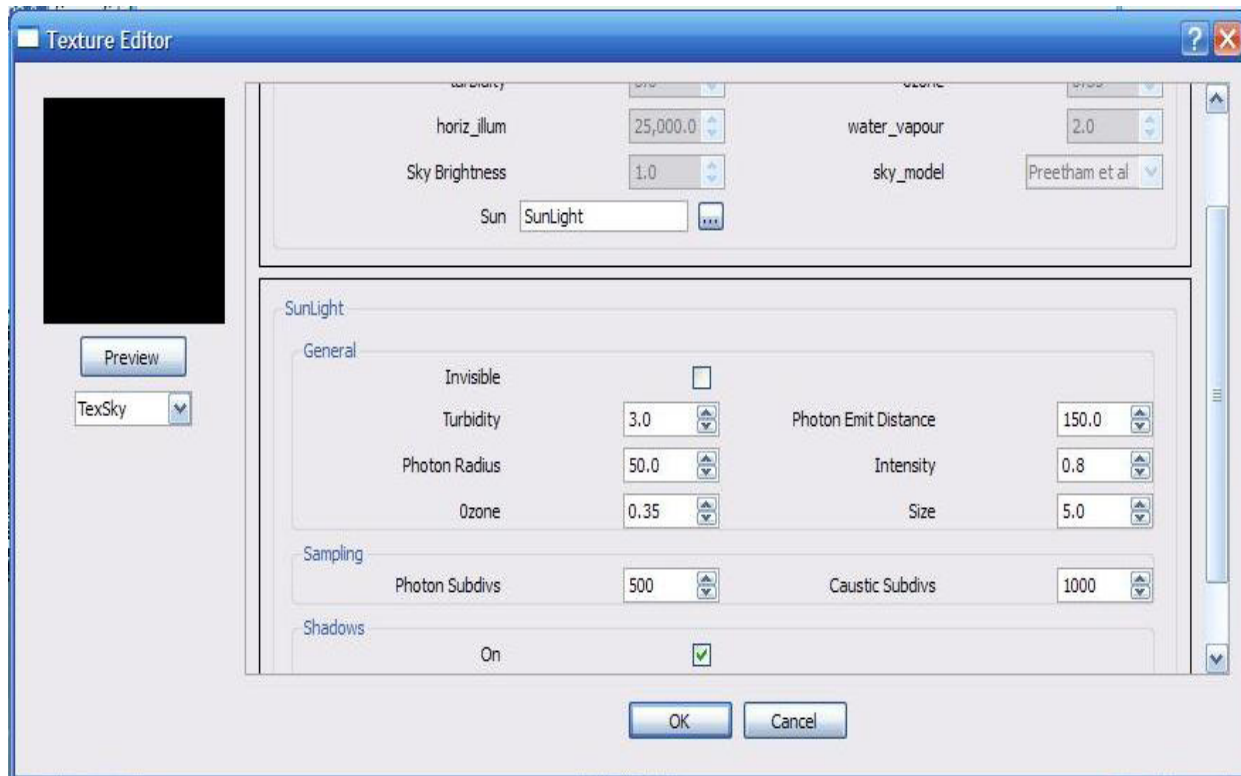 Texture Editor
horiz_illum 25,000.0 water_vapour 2.0
Sky Brightness 1.0 sky_model Preetham et al
Sun SunLight ...
SunLight
General
Preview
Invisible
TexSky
Turbidity 3.0 Photon Emit Distance 150.0
Photon Radius 50.0 Intensity 0.8
Ozone 0.35 Size 5.0
Sampling
Photon Subdivs 500 Caustic Subdivs 1000
Shadows
On
OK Cancel